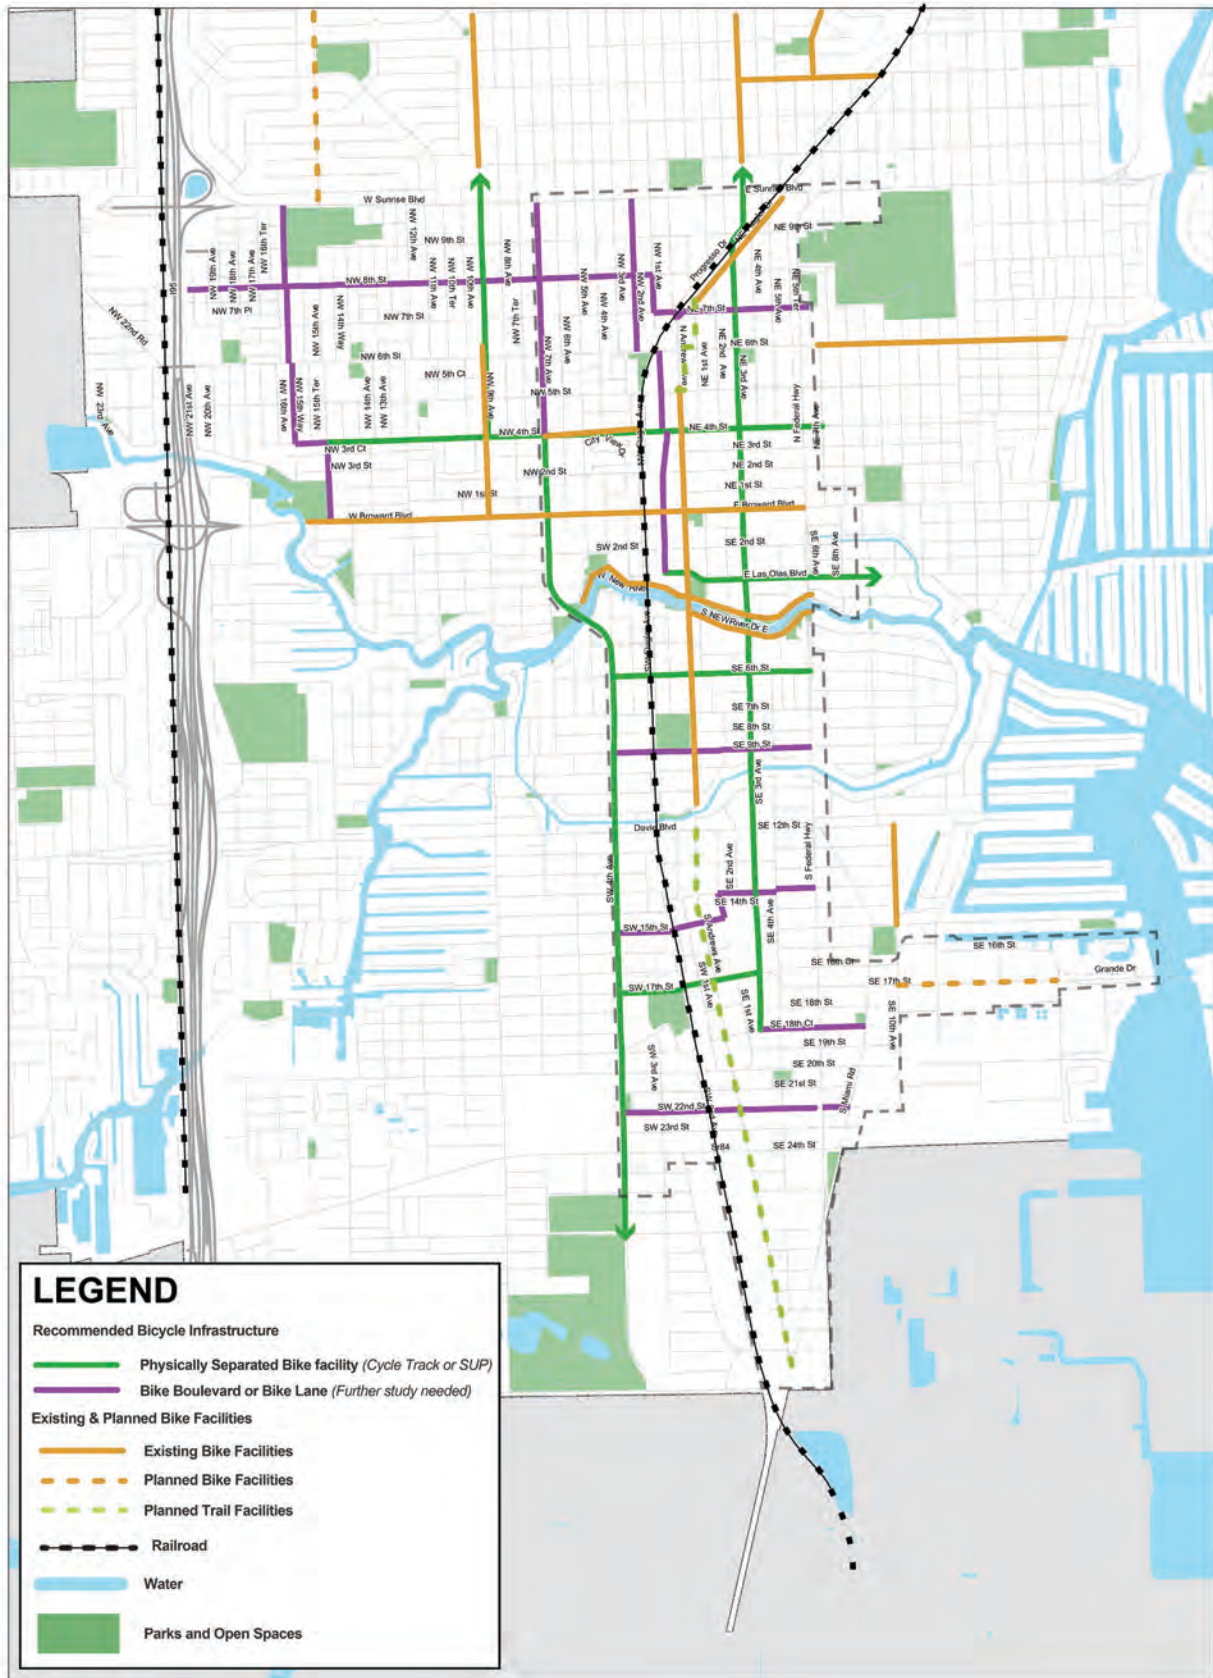 W Sunrise Blvd
E Sunrise Blvd
NW 19th Ave
NW 18th Ave
NW 17th Ave
NW 16th Ter
NW 12th Ave
NW 9th St
NW 11th Ave
NW 10th Ter
NW 10th Ave
NW 8th Ave
NW 3rd Ave
NW 2nd Ave
NW 1st Ave
Progresso Dr
NE 9th St
NE 4th Ave
NE 5th Ave
NE 5th Ter
I95
NW 8th St
NW 7th Pl
NW 7th St
NW 7th Ter
NW 5th Ave
NW 4th Ave
NE 7th St
NW 22nd Rd
NW 15th Ave
NW 14th Way
NW 6th St
NW 7th Ave
NW 6th Ave
N Andrews Ave
NE 1st Ave
NE 2nd Ave
NE 3rd Ave
NE 6th St
NW 5th Ct
NW 5th St
NW 23rd Ave
NW 21st Ave
NW 20th Ave
NW 16th Ave
NW 15th Way
NW 15th Ter
NW 14th Ave
NW 13th Ave
NW 9th Ave
N Federal Hwy
NE 7th Ave
NW 4th St
NE 4th St
City View Dr
NW 3rd Ct
NE 3rd St
NW 3rd St
NW 2nd St
NE 2nd St
NE 1st St
NW 1st St
W Broward Blvd
E Broward Blvd
SW 2nd St
SE 2nd St
SE 6th Ave
SE 8th Ave
E Las Olas Blvd
S NEWRiver Dr E
SE 6th St
SE 7th St
SE 8th St
SE 9th St
SE 3rd Ave
Davie Blvd
SE 12th St
S Federal Hwy
SE 2nd Ave
SW 4th Ave
SE 14th St
SE 4th Ave
SW 15th St
S Andrews Ave
SE 16th St
SE 16th Ct
Grande Dr
SW 17th St
SW 1st Ave
SE 17th St
SE 1st Ave
SE 18th St
SE 18th Ct
SE 10th Ave
SE 19th St
SW 3rd Ave
SE 20th St
SE 21st St
S Miami Rd
SW 22nd St
SW 23rd St
Sr84
SE 24th St
LEGEND
Recommended Bicycle Infrastructure
Physically Separated Bike facility (Cycle Track or SUP)
Bike Boulevard or Bike Lane (Further study needed)
Existing & Planned Bike Facilities
Existing Bike Facilities
Planned Bike Facilities
Planned Trail Facilities
Railroad
Water
Parks and Open Spaces